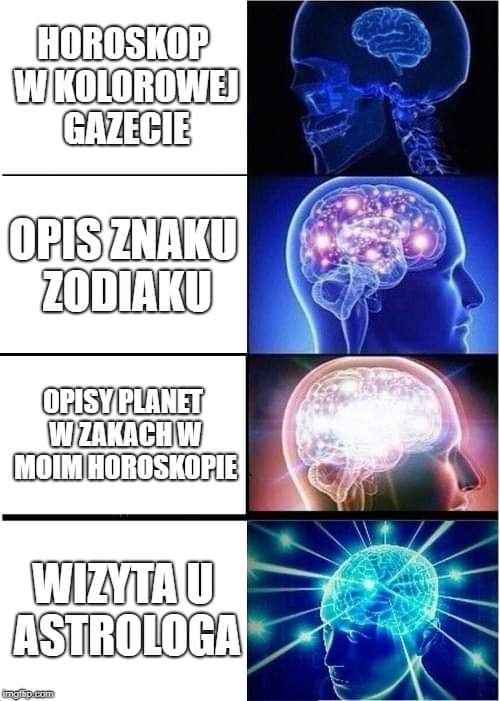 HOROSKOP
W KOLOROWEJ
GAZECIE
OPIS ZNAKU
ZODIAKU
OPISY PLANET
W ZAKACH W
MOIM HOROSKOPIE
WIZYTA U
ASTROLOGA
imgflip.com